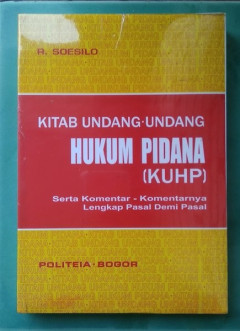 R. SOESILO
KITAB UNDANG-UNDANG
HUKUM PIDANA
(KUHP)
Serta Komentar - Komentarnya
Lengkap Pasal Demi Pasal
POLITEIA - BOGOR